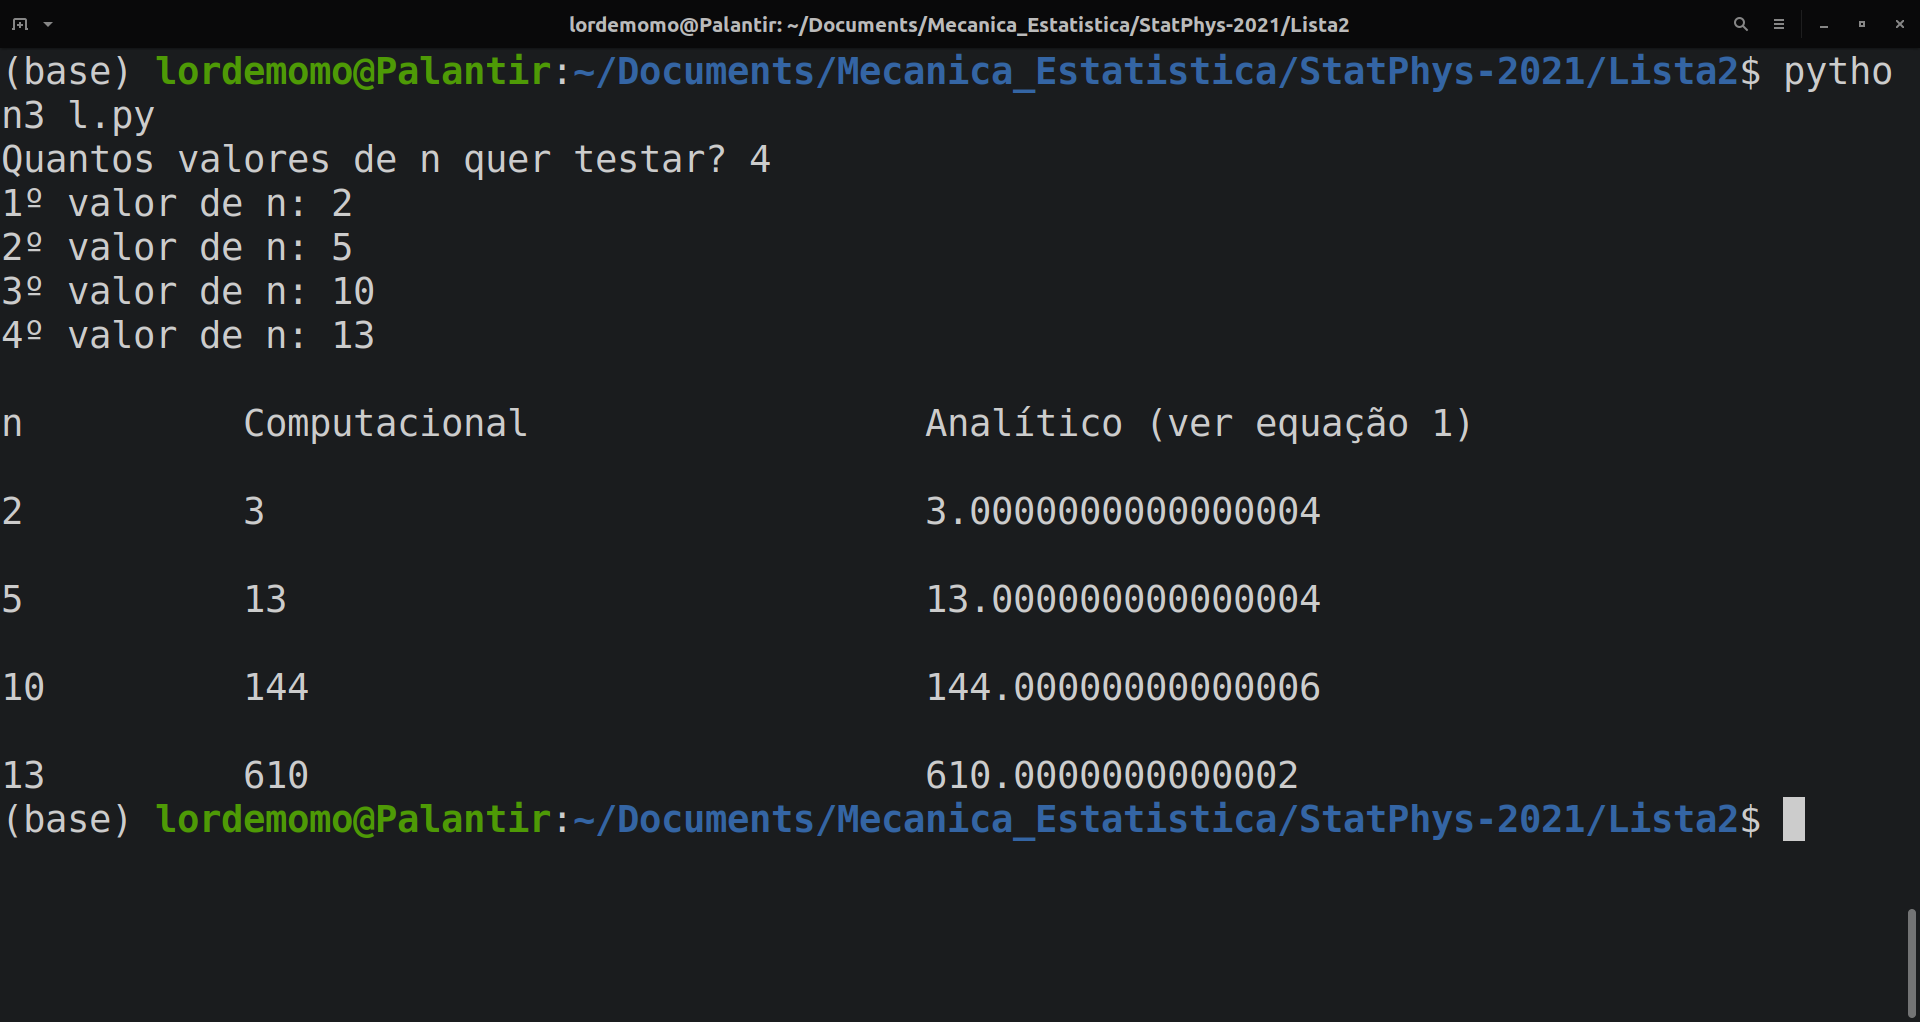 lordemomo@Palantir: ~/Documents/Mecanica_Estatistica/StatPhys-2021/Lista2
(base) lordemomo@Palantir:~/Documents/Mecanica_Estatistica/StatPhys-2021/Lista2$ pytho
n3 l.py
Quantos valores de n quer testar? 4
1º valor de n: 2
2º valor de n: 5
3º valor de n: 10
4º valor de n: 13
n Computacional Analítico (ver equação 1)
2 3 3.0000000000000004
5 13 13.000000000000004
10 144 144.00000000000006
13 610 610.0000000000002
(base) lordemomo@Palantir:~/Documents/Mecanica_Estatistica/StatPhys-2021/Lista2$